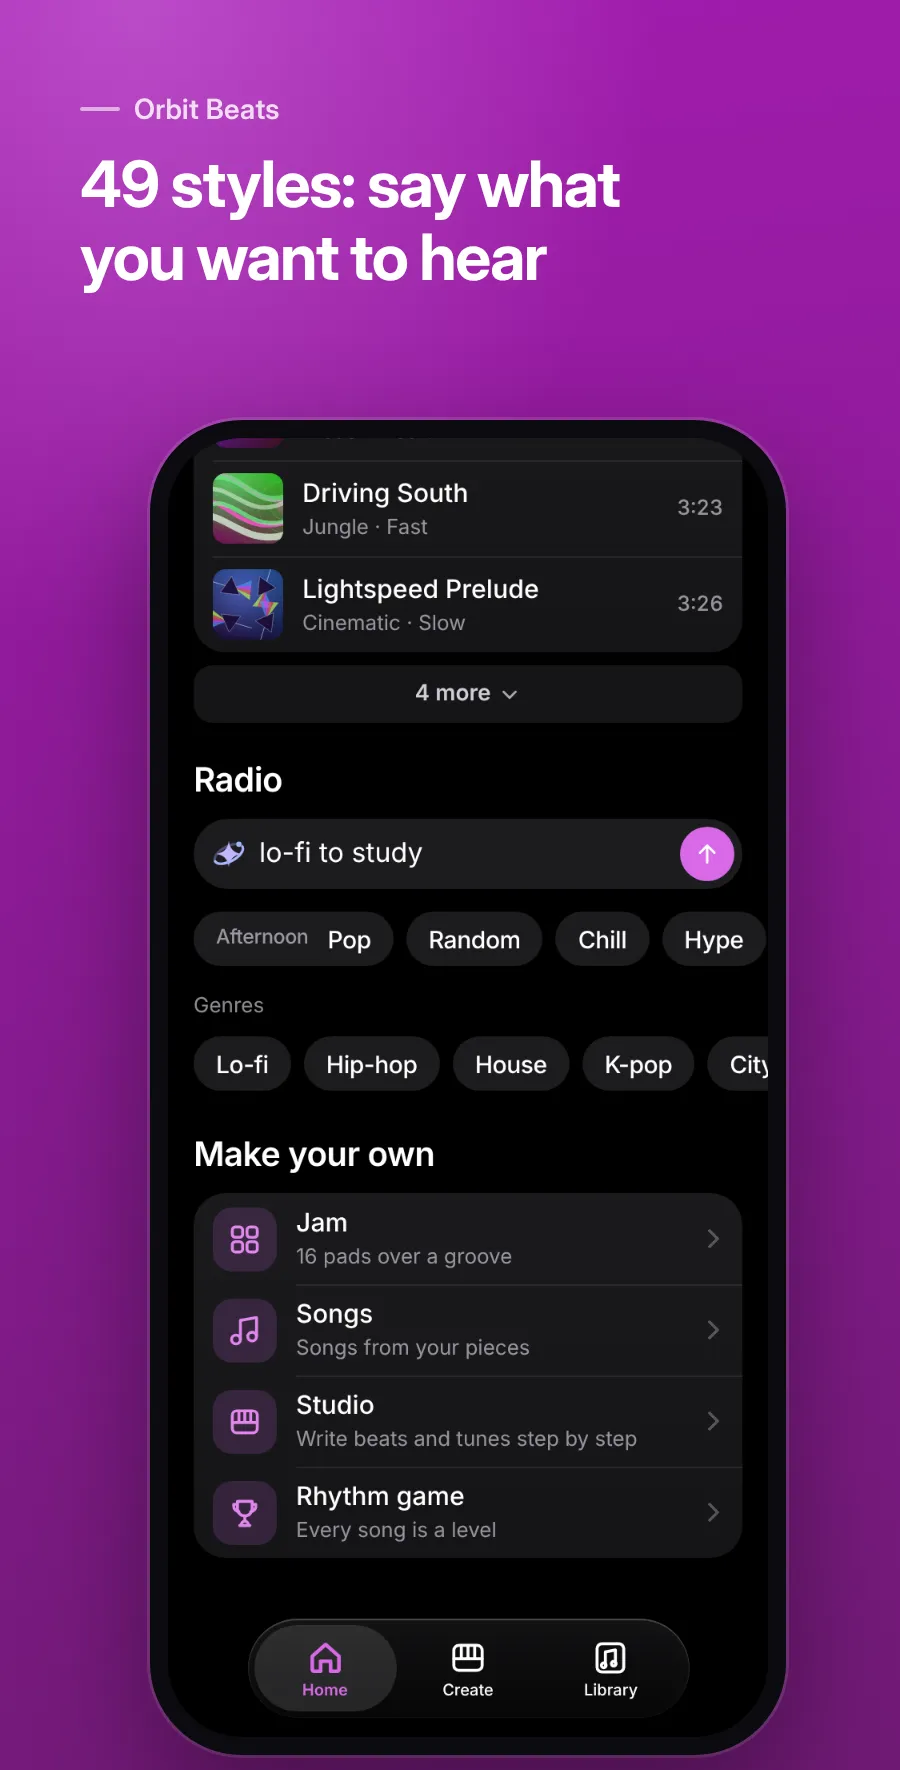 Orbit Beats
49 styles: say what
you want to hear
Driving South
Jungle · Fast
3:23
Lightspeed Prelude
Cinematic · Slow
3:26
4 more
Radio
lo-fi to study
Afternoon Pop
Random
Chill
Hype
Genres
Lo-fi
Hip-hop
House
K-pop
City
Make your own
Jam
16 pads over a groove
Songs
Songs from your pieces
Studio
Write beats and tunes step by step
Rhythm game
Every song is a level
Home
Create
Library